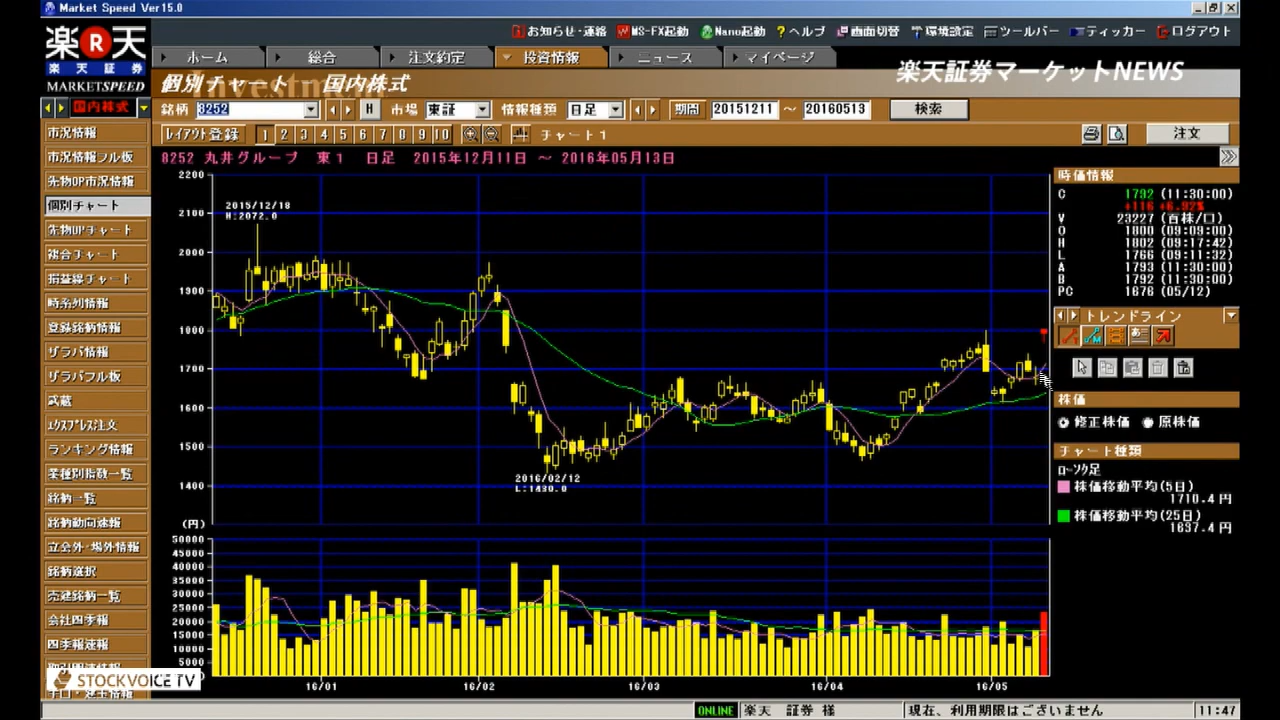 Market Speed Ver15.0
楽R天
楽天証券
MARKETSPEED
お知らせ・連絡 MS-FX起動 Nano起動 ヘルプ 画面切替 環境設定 ツールバー ティッカー ログアウト
ホーム 総合 注文約定 投資情報 ニュース マイページ
個別チャート 国内株式
Investment
楽天証券マーケットNEWS
国内株式
銘柄 8252 H 市場 東証 情報種類 日足 期間 20151211 ～ 20160513 検索
レイアウト登録 1 2 3 4 5 6 7 8 9 10 チャート1 注文
8252 丸井グループ 東1 日足 2015年12月11日 ～ 2016年05月13日
市況情報
市況情報フル板
先物OP市況情報
個別チャート
先物OPチャート
複合チャート
損益線チャート
時系列情報
登録銘柄情報
ザラバ情報
ザラバフル板
武蔵
エクスプレス注文
ランキング情報
業種別指数一覧
銘柄一覧
銘柄動向速報
立会外・場外情報
銘柄選択
売建銘柄一覧
会社四季報
四季報速報
STOCKVOICE TV
2200
2100
2000
1900
1800
1700
1600
1500
1400
(円)
2015/12/18
H:2072.0
2016/02/12
L:1430.0
50000
45000
40000
35000
30000
25000
20000
15000
10000
5000
16/01 16/02 16/03 16/04 16/05
時価情報
C 1792 (11:30:00)
+116 +6.92%
V 23227 (百株/口)
O 1800 (09:09:00)
H 1802 (09:17:42)
L 1766 (09:11:32)
A 1793 (11:30:00)
B 1792 (11:30:00)
PC 1678 (05/12)
トレンドライン
株価
修正株価 原株価
チャート種類
ローソク足
株価移動平均(5日)
1710.4 円
株価移動平均(25日)
1637.4 円
ONLINE 楽天 証券 様 現在、利用期限はございません 11:47